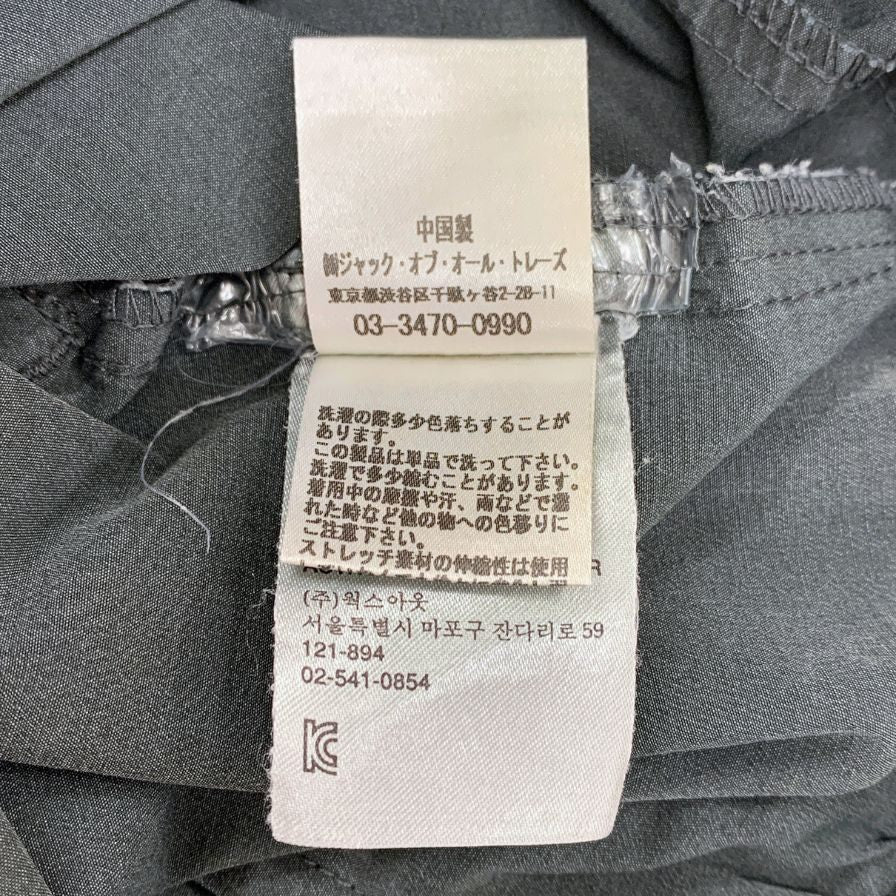 中国製
㈱ジャック・オブ・オール・トレーズ
東京都渋谷区千駄ヶ谷2-28-11
03-3470-0990
洗濯の際多少色落ちすることが
あります。
この製品は単品で洗って下さい。
洗濯で多少縮むことがあります。
着用中の摩擦や汗、雨などで濡
れた時など他の物への色移りに
ご注意下さい。
ストレッチ素材の伸縮性は使用
R
(주)웍스아웃
서울특별시 마포구 잔다리로 59
121-894
02-541-0854